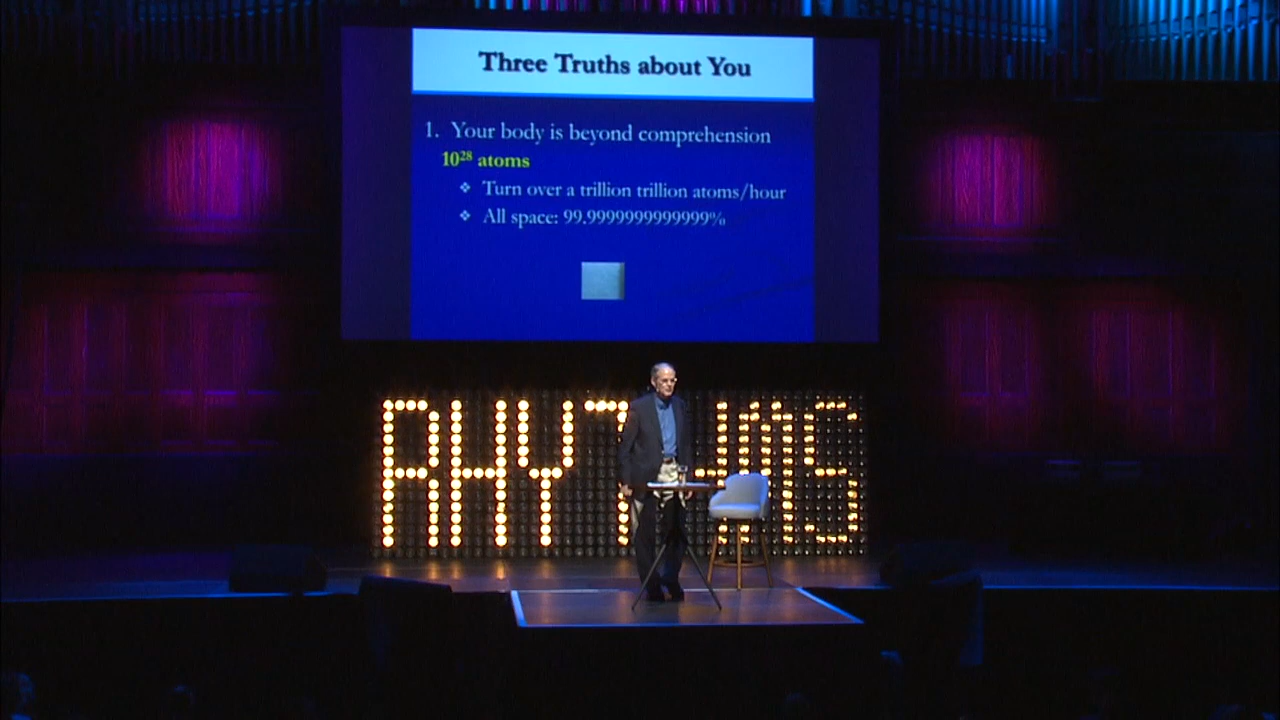 Three Truths about You
1. Your body is beyond comprehension
10²⁸ atoms
❖ Turn over a trillion trillion atoms/hour
❖ All space: 99.9999999999999%
RHYTHMS